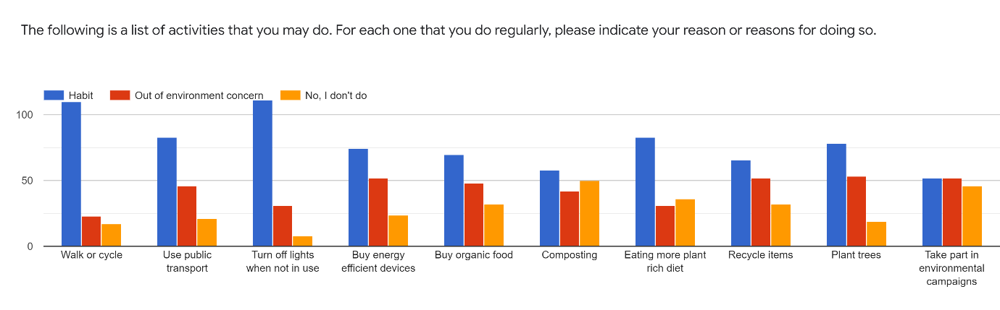 The following is a list of activities that you may do. For each one that you do regularly, please indicate your reason or reasons for doing so.
Habit Out of environment concern No, I don't do
100
50
0
Walk or cycle
Use public
transport
Turn off lights
when not in use
Buy energy
efficient devices
Buy organic food
Composting
Eating more plant
rich diet
Recycle items
Plant trees
Take part in
environmental
campaigns